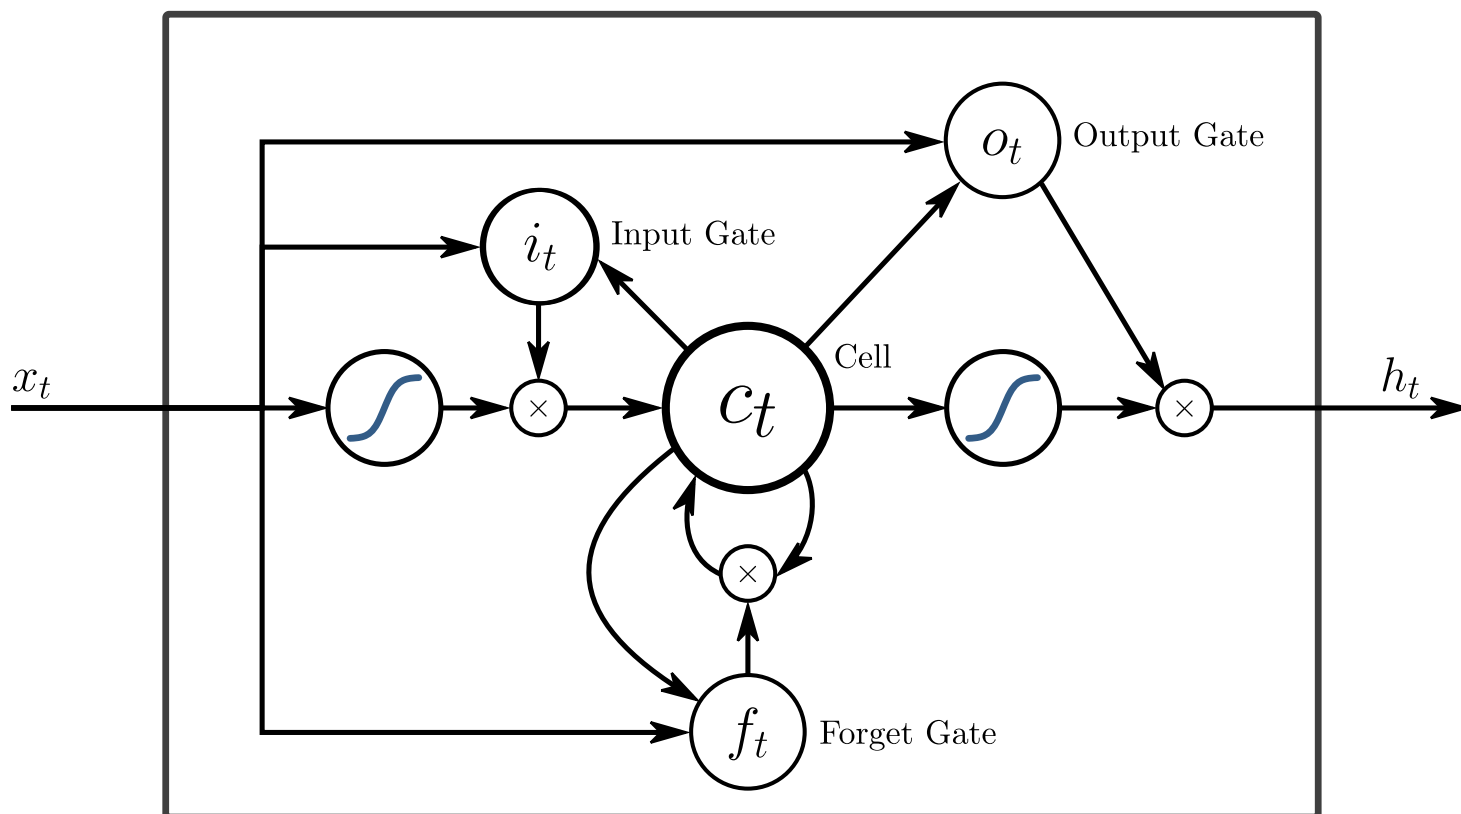 o_t
Output Gate
i_t
Input Gate
Cell
x_t
×
c_t
×
h_t
×
f_t
Forget Gate